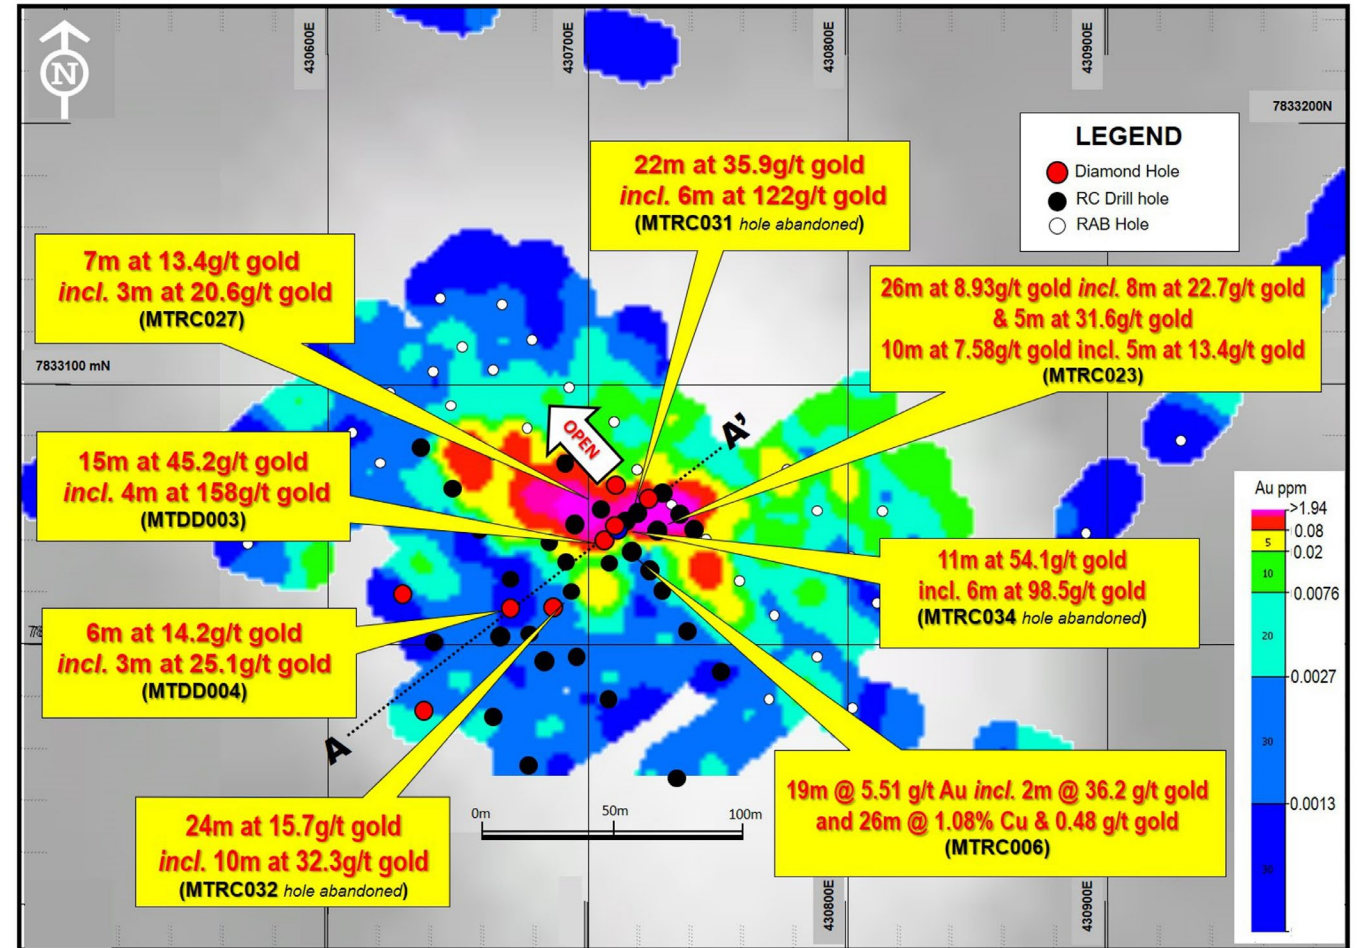 N
430600E
430700E
430800E
430900E
7833200N
LEGEND
Diamond Hole
RC Drill hole
RAB Hole
22m at 35.9g/t gold
incl. 6m at 122g/t gold
(MTRC031 hole abandoned)
7m at 13.4g/t gold
incl. 3m at 20.6g/t gold
(MTRC027)
26m at 8.93g/t gold incl. 8m at 22.7g/t gold
& 5m at 31.6g/t gold
10m at 7.58g/t gold incl. 5m at 13.4g/t gold
(MTRC023)
7833100 mN
OPEN
A'
15m at 45.2g/t gold
incl. 4m at 158g/t gold
(MTDD003)
Au ppm
>1.94
0.08
5
0.02
10
0.0076
20
0.0027
30
0.0013
30
11m at 54.1g/t gold
incl. 6m at 98.5g/t gold
(MTRC034 hole abandoned)
6m at 14.2g/t gold
incl. 3m at 25.1g/t gold
(MTDD004)
A
19m @ 5.51 g/t Au incl. 2m @ 36.2 g/t gold
and 26m @ 1.08% Cu & 0.48 g/t gold
(MTRC006)
0m
50m
100m
24m at 15.7g/t gold
incl. 10m at 32.3g/t gold
(MTRC032 hole abandoned)
430800E
430900E